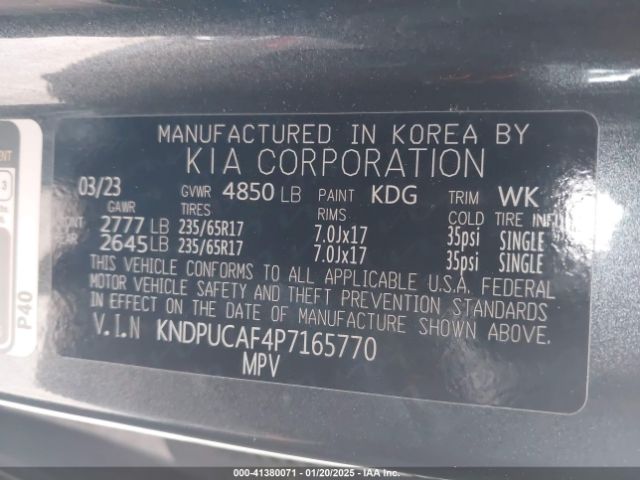 MANUFACTURED IN KOREA BY
KIA CORPORATION
03/23 GVWR 4850 LB PAINT KDG TRIM WK
GAWR TIRES RIMS COLD TIRE INF
2777 LB 235/65R17 7.0Jx17 35psi SINGLE
2645 LB 235/65R17 7.0Jx17 35psi SINGLE
THIS VEHICLE CONFORMS TO ALL APPLICABLE U.S.A. FEDERAL
MOTOR VEHICLE SAFETY AND THEFT PREVENTION STANDARDS
IN EFFECT ON THE DATE OF MANUFACTURE SHOWN ABOVE.
V.I.N KNDPUCAF4P7165770
MPV
P40
000-41380071 - 01/20/2025 - IAAI.COM